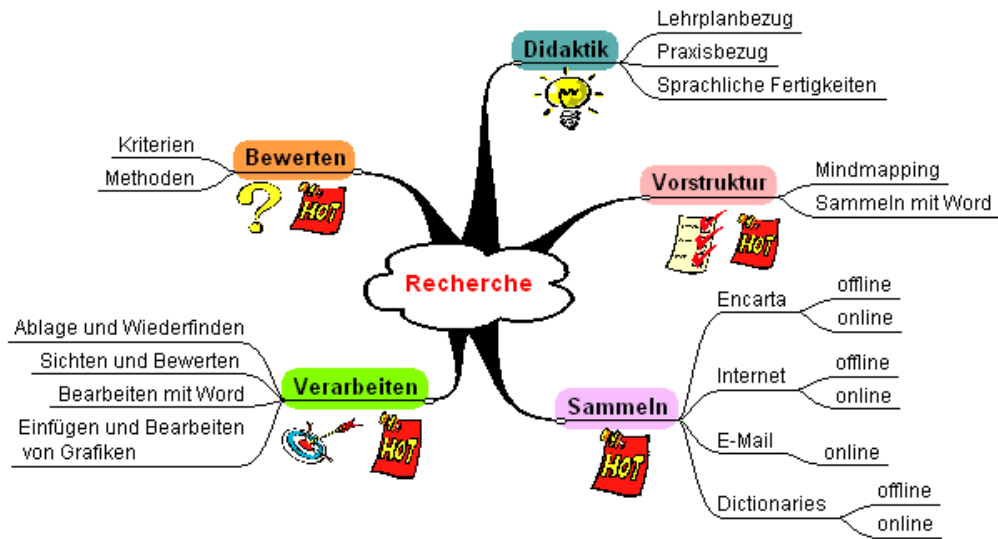 Recherche
Didaktik
Lehrplanbezug
Praxisbezug
Sprachliche Fertigkeiten
Vorstruktur
Mindmapping
Sammeln mit Word
HOT
Sammeln
HOT
Encarta
offline
online
Internet
offline
online
E-Mail
online
Dictionaries
offline
online
Verarbeiten
HOT
Ablage und Wiederfinden
Sichten und Bewerten
Bearbeiten mit Word
Einfügen und Bearbeiten
von Grafiken
Bewerten
HOT
Kriterien
Methoden